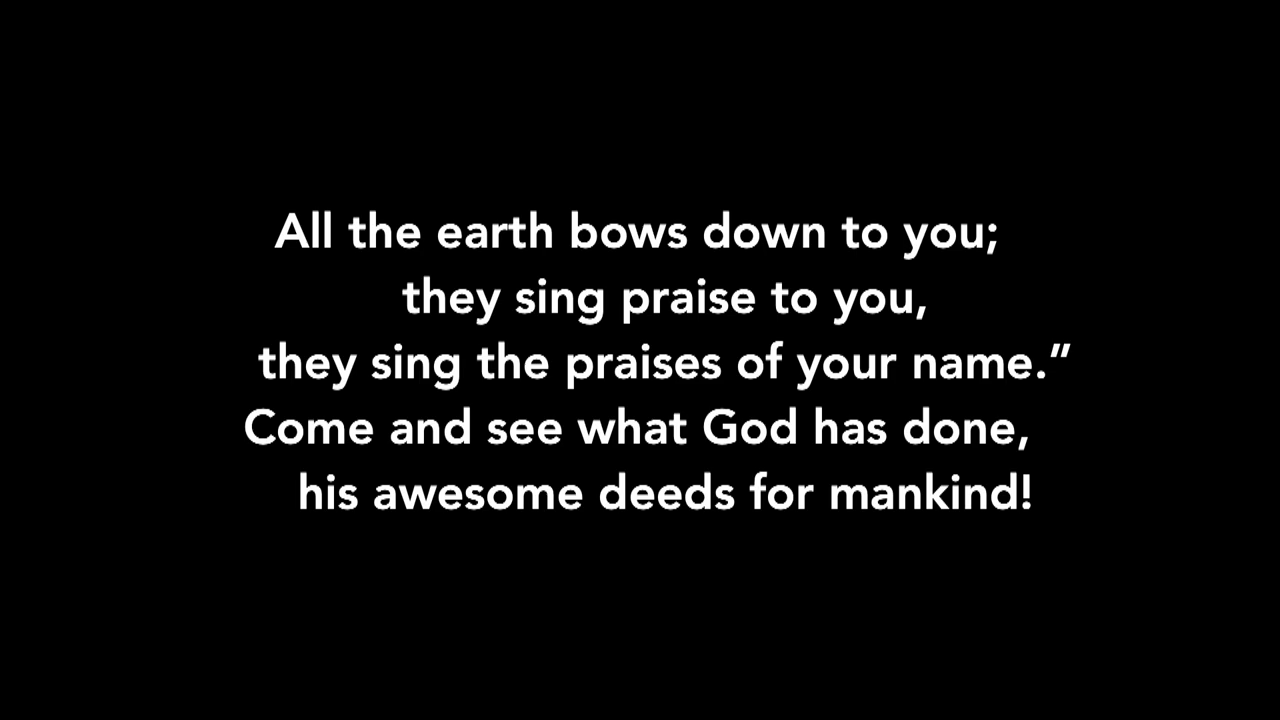 All the earth bows down to you;
they sing praise to you,
they sing the praises of your name.”
Come and see what God has done,
his awesome deeds for mankind!